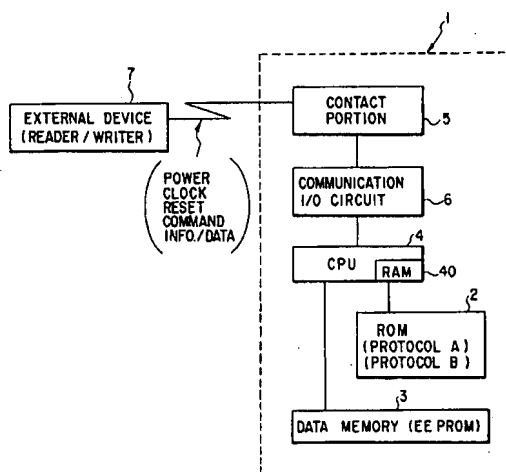 1
7
EXTERNAL DEVICE
(READER / WRITER)
CONTACT
PORTION
5
POWER
CLOCK
RESET
COMMAND
INFO./DATA
COMMUNICATION
I/O CIRCUIT
6
4
CPU
RAM
40
2
ROM
(PROTOCOL A)
(PROTOCOL B)
3
DATA MEMORY (EE PROM)